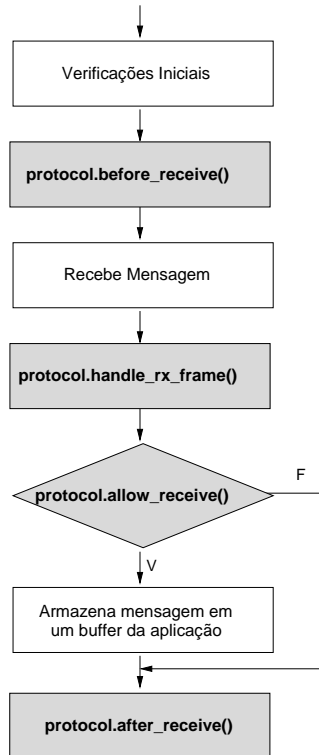 Verificações Iniciais
protocol.before_receive()
Recebe Mensagem
protocol.handle_rx_frame()
protocol.allow_receive()
F
V
Armazena mensagem em
um buffer da aplicação
protocol.after_receive()